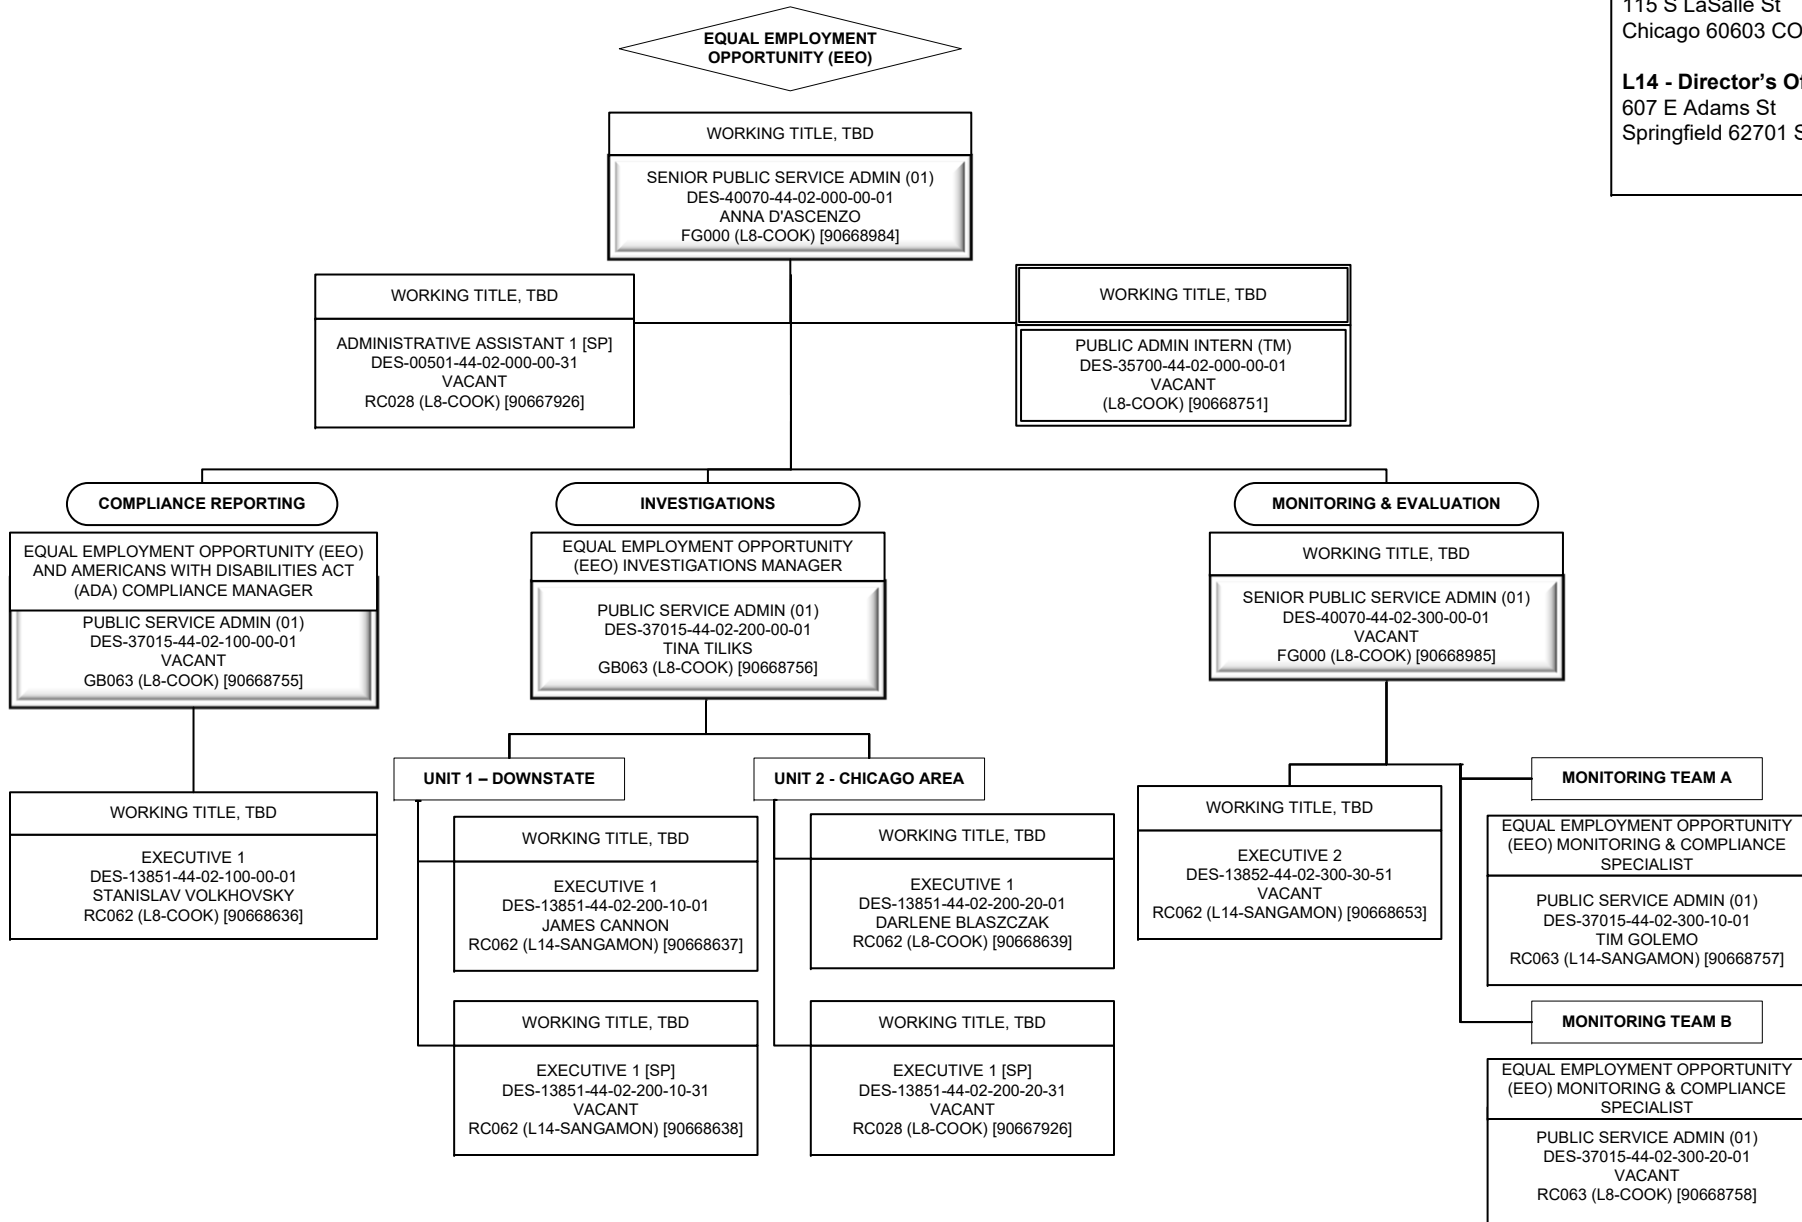 115 S LaSalle St
Chicago 60603 CO
L14 - Director's Of
607 E Adams St
Springfield 62701 S
EQUAL EMPLOYMENT
OPPORTUNITY (EEO)
WORKING TITLE, TBD
SENIOR PUBLIC SERVICE ADMIN (01)
DES-40070-44-02-000-00-01
ANNA D'ASCENZO
FG000 (L8-COOK) [90668984]
WORKING TITLE, TBD
ADMINISTRATIVE ASSISTANT 1 [SP]
DES-00501-44-02-000-00-31
VACANT
RC028 (L8-COOK) [90667926]
WORKING TITLE, TBD
PUBLIC ADMIN INTERN (TM)
DES-35700-44-02-000-00-01
VACANT
(L8-COOK) [90668751]
COMPLIANCE REPORTING
EQUAL EMPLOYMENT OPPORTUNITY (EEO)
AND AMERICANS WITH DISABILITIES ACT
(ADA) COMPLIANCE MANAGER
PUBLIC SERVICE ADMIN (01)
DES-37015-44-02-100-00-01
VACANT
GB063 (L8-COOK) [90668755]
WORKING TITLE, TBD
EXECUTIVE 1
DES-13851-44-02-100-00-01
STANISLAV VOLKHOVSKY
RC062 (L8-COOK) [90668636]
INVESTIGATIONS
EQUAL EMPLOYMENT OPPORTUNITY
(EEO) INVESTIGATIONS MANAGER
PUBLIC SERVICE ADMIN (01)
DES-37015-44-02-200-00-01
TINA TILIKS
GB063 (L8-COOK) [90668756]
UNIT 1 – DOWNSTATE
WORKING TITLE, TBD
EXECUTIVE 1
DES-13851-44-02-200-10-01
JAMES CANNON
RC062 (L14-SANGAMON) [90668637]
WORKING TITLE, TBD
EXECUTIVE 1 [SP]
DES-13851-44-02-200-10-31
VACANT
RC062 (L14-SANGAMON) [90668638]
UNIT 2 - CHICAGO AREA
WORKING TITLE, TBD
EXECUTIVE 1
DES-13851-44-02-200-20-01
DARLENE BLASZCZAK
RC062 (L8-COOK) [90668639]
WORKING TITLE, TBD
EXECUTIVE 1 [SP]
DES-13851-44-02-200-20-31
VACANT
RC028 (L8-COOK) [90667926]
MONITORING & EVALUATION
WORKING TITLE, TBD
SENIOR PUBLIC SERVICE ADMIN (01)
DES-40070-44-02-300-00-01
VACANT
FG000 (L8-COOK) [90668985]
WORKING TITLE, TBD
EXECUTIVE 2
DES-13852-44-02-300-30-51
VACANT
RC062 (L14-SANGAMON) [90668653]
MONITORING TEAM A
EQUAL EMPLOYMENT OPPORTUNITY
(EEO) MONITORING & COMPLIANCE
SPECIALIST
PUBLIC SERVICE ADMIN (01)
DES-37015-44-02-300-10-01
TIM GOLEMO
RC063 (L14-SANGAMON) [90668757]
MONITORING TEAM B
EQUAL EMPLOYMENT OPPORTUNITY
(EEO) MONITORING & COMPLIANCE
SPECIALIST
PUBLIC SERVICE ADMIN (01)
DES-37015-44-02-300-20-01
VACANT
RC063 (L8-COOK) [90668758]